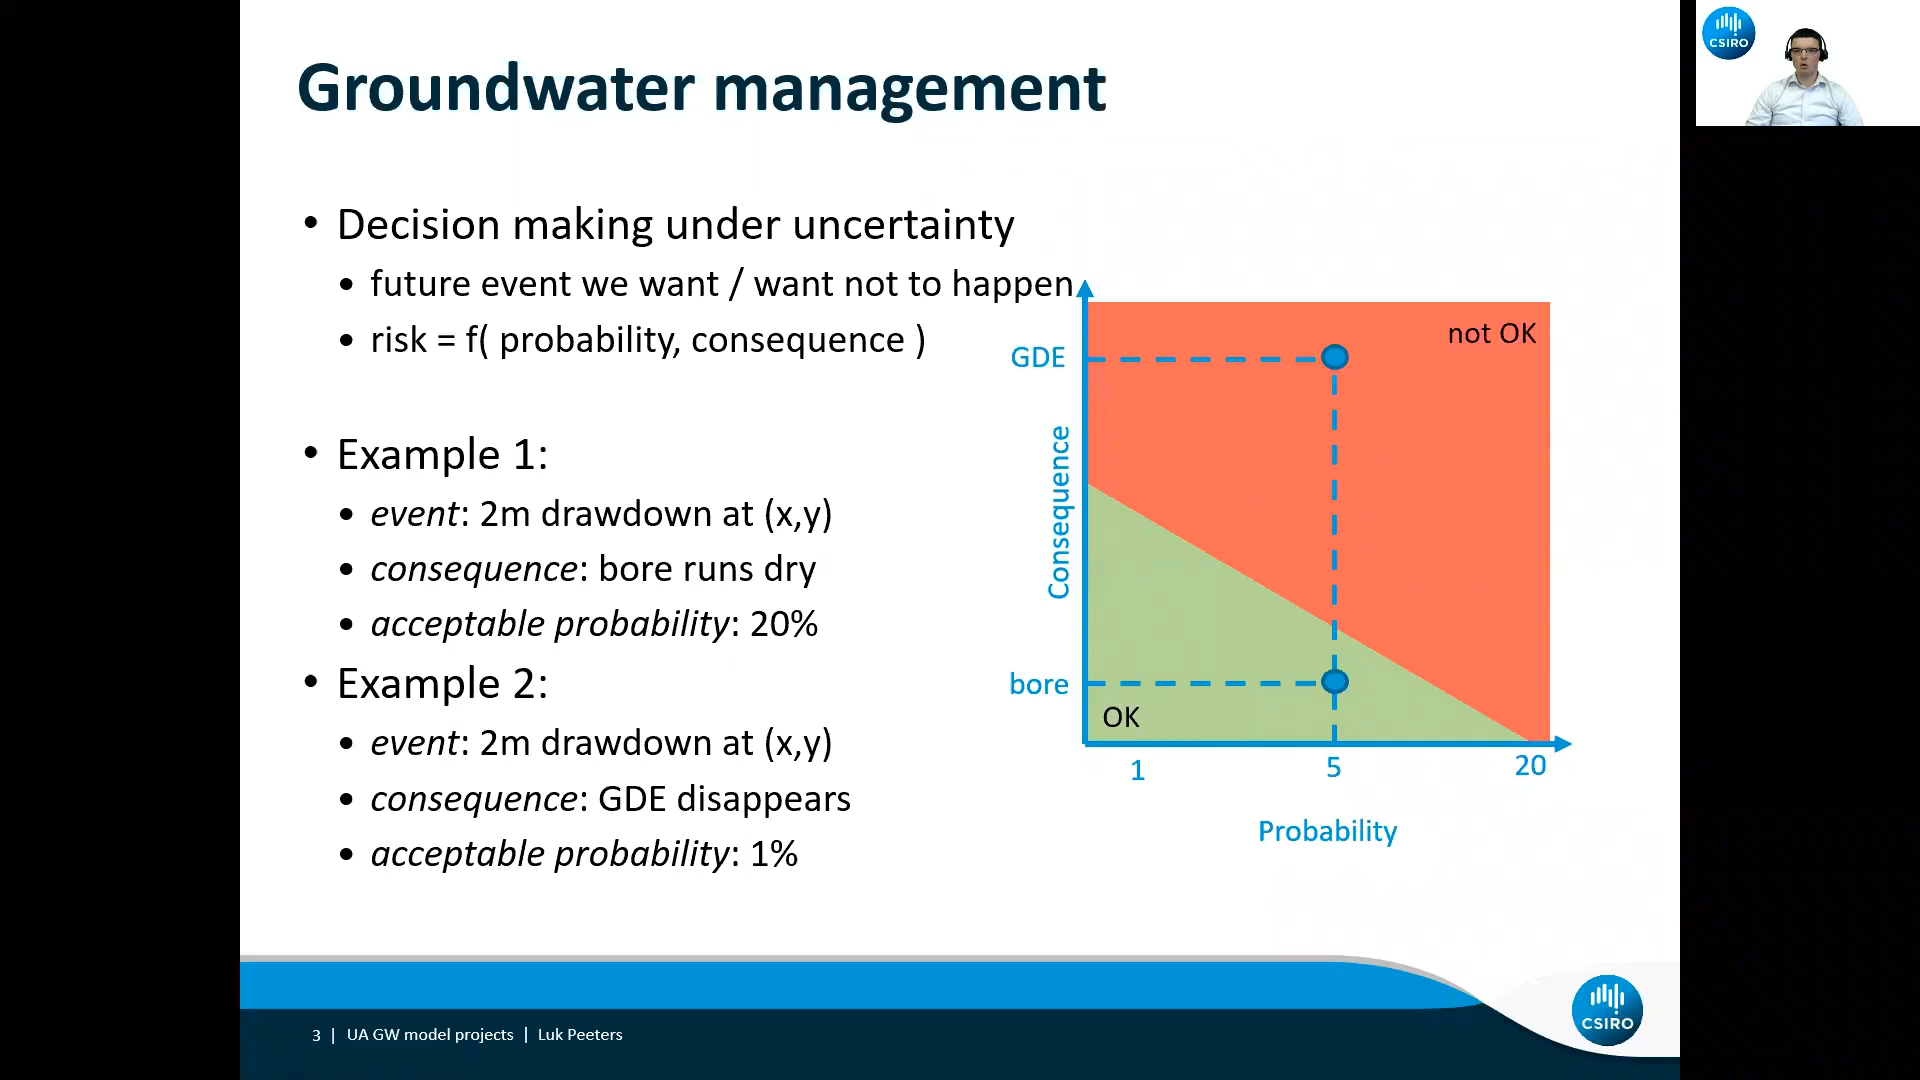 Groundwater management
• Decision making under uncertainty
• future event we want / want not to happen
• risk = f( probability, consequence )
• Example 1:
• event: 2m drawdown at (x,y)
• consequence: bore runs dry
• acceptable probability: 20%
• Example 2:
• event: 2m drawdown at (x,y)
• consequence: GDE disappears
• acceptable probability: 1%
not OK
GDE
Consequence
bore
OK
1
5
20
Probability
3 | UA GW model projects | Luk Peeters
CSIRO
CSIRO